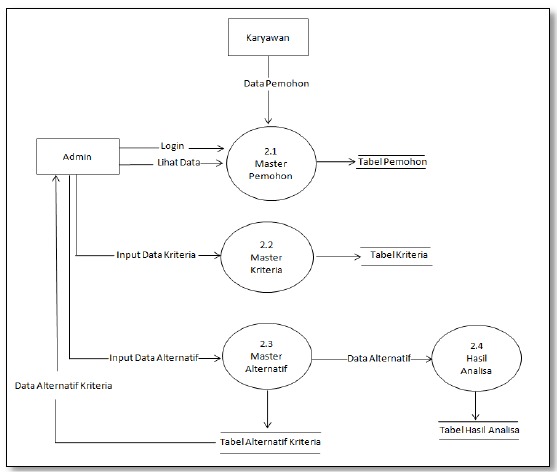 Karyawan
Data Pemohon
Admin
Login
Lihat Data
2.1
Master
Pemohon
Tabel Pemohon
Input Data Kriteria
2.2
Master
Kriteria
Tabel Kriteria
Input Data Alternatif
2.3
Master
Alternatif
Data Alternatif
2.4
Hasil
Analisa
Data Alternatif Kriteria
Tabel Alternatif Kriteria
Tabel Hasil Analisa